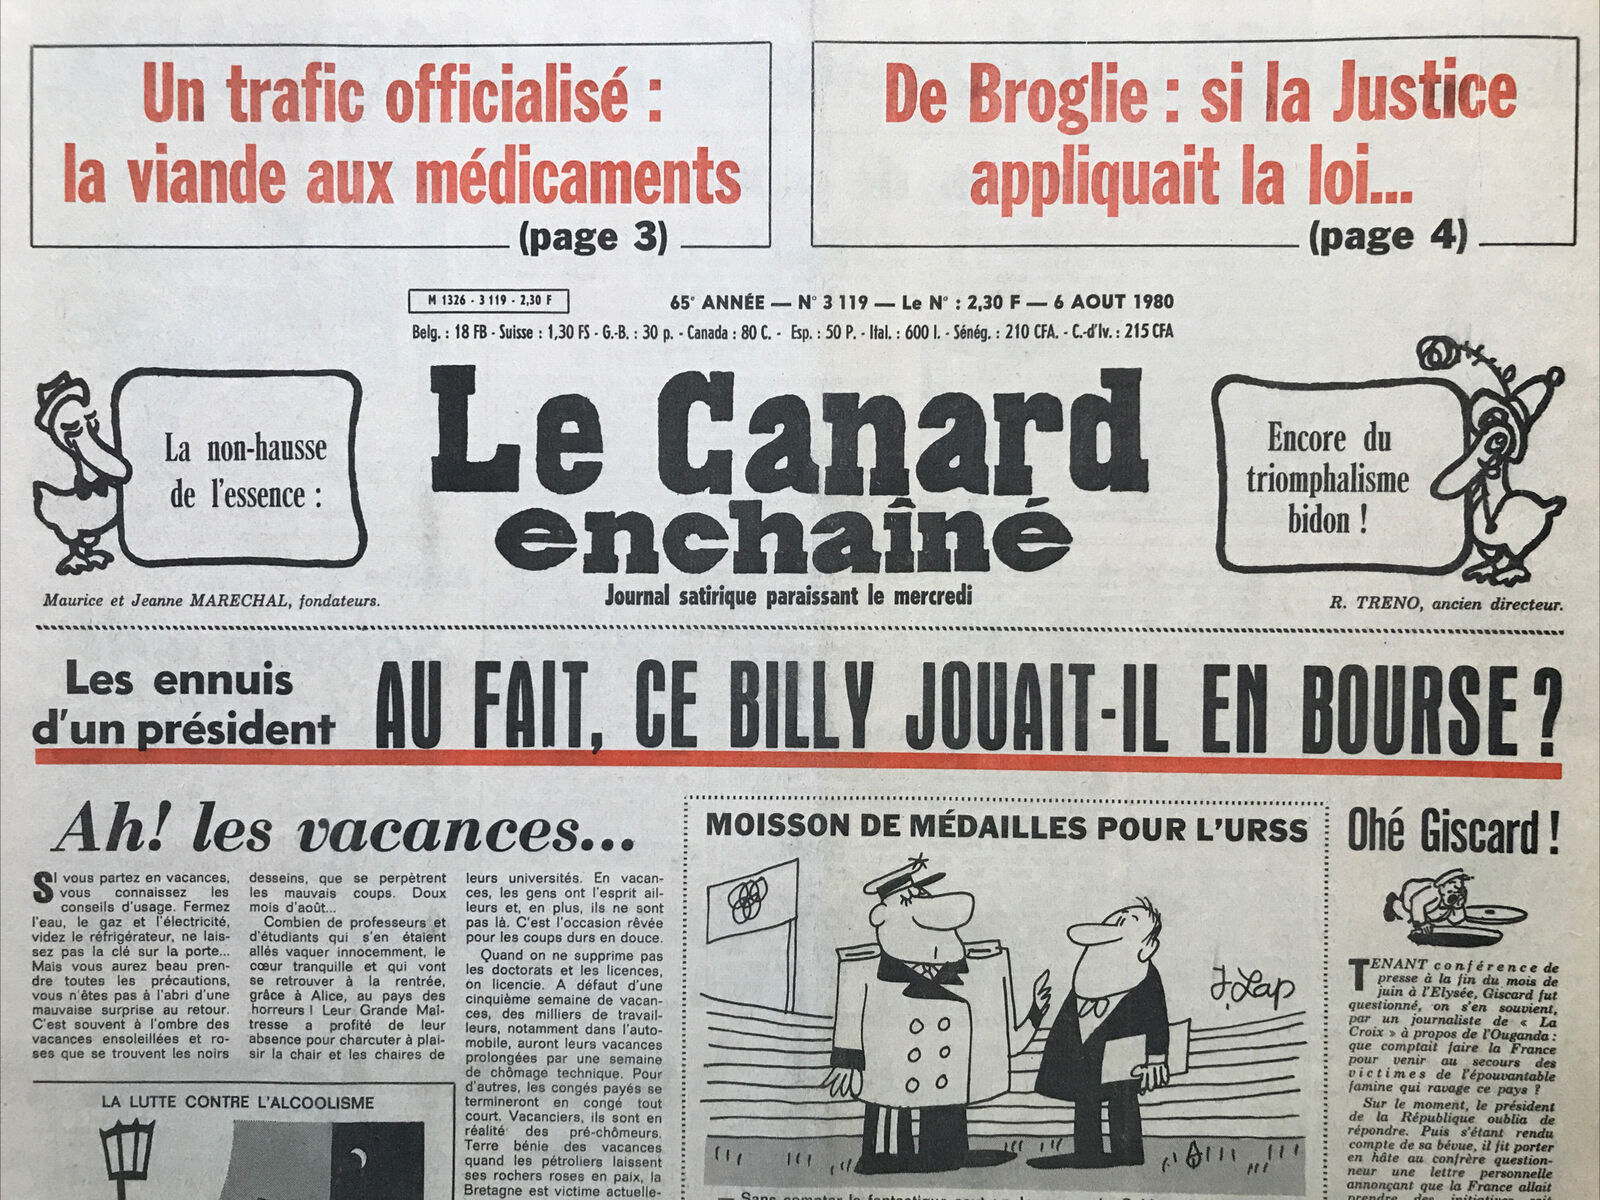 Un trafic officialisé :
la viande aux médicaments
(page 3)
De Broglie : si la Justice
appliquait la loi...
(page 4)
M 1326 - 3 119 - 2,30 F
65e ANNÉE — N° 3 119 — Le N° : 2,30 F — 6 AOUT 1980
Belg. : 18 FB - Suisse : 1,30 FS - G.-B. : 30 p. - Canada : 80 C. - Esp. : 50 P. - Ital. : 600 l. - Sénég. : 210 CFA. - C.-d'Iv. : 215 CFA
La non-hausse
de l'essence :
Le Canard
enchaîné
Journal satirique paraissant le mercredi
Encore du
triomphalisme
bidon !
Maurice et Jeanne MARECHAL, fondateurs.
R. TRENO, ancien directeur.
Les ennuis
d'un président
AU FAIT, CE BILLY JOUAIT-IL EN BOURSE ?
Ah! les vacances...
SI vous partez en vacances,
vous connaissez les
conseils d'usage. Fermez
l'eau, le gaz et l'électricité,
videz le réfrigérateur, ne lais-
sez pas la clé sur la porte...
Mais vous aurez beau pren-
dre toutes les précautions,
vous n'êtes pas à l'abri d'une
mauvaise surprise au retour.
C'est souvent à l'ombre des
vacances ensoleillées et ro-
ses que se trouvent les noirs
desseins, que se perpètrent
les mauvais coups. Doux
mois d'août...
Combien de professeurs et
d'étudiants qui s'en étaient
allés vaquer innocemment, le
cœur tranquille et qui vont
se retrouver à la rentrée,
grâce à Alice, au pays des
horreurs ! Leur Grande Maî-
tresse a profité de leur
absence pour charcuter à plai-
sir la chair et les chaires de
leurs universités. En vacan-
ces, les gens ont l'esprit ail-
leurs et, en plus, ils ne sont
pas là. C'est l'occasion rêvée
pour les coups durs en douce.
Quand on ne supprime pas
les doctorats et les licences,
on licencie. A défaut d'une
cinquième semaine de vacan-
ces, des milliers de travail-
leurs, notamment dans l'auto-
mobile, auront leurs vacances
prolongées par une semaine
de chômage technique. Pour
d'autres, les congés payés se
termineront en congé tout
court. Vacanciers, ils sont en
réalité des pré-chômeurs.
Terre bénie des vacances
quand les pétroliers laissent
ses rochers roses en paix, la
Bretagne est victime actuelle-
LA LUTTE CONTRE L'ALCOOLISME
MOISSON DE MÉDAILLES POUR L'URSS
J. Lap
Ohé Giscard !
TENANT conférence de
presse à la fin du mois de
juin à l'Elysée, Giscard fut
questionné, on s'en souvient,
par un journaliste de « La
Croix » à propos de l'Ouganda :
que comptait faire la France
pour venir au secours des
victimes de l'épouvantable
famine qui ravage ce pays ?
Sur le moment, le président
de la République oublia de
répondre. Puis s'étant rendu
compte de sa bévue, il fit porter
en hâte au confrère question-
neur une lettre personnelle
annonçant que la France allait